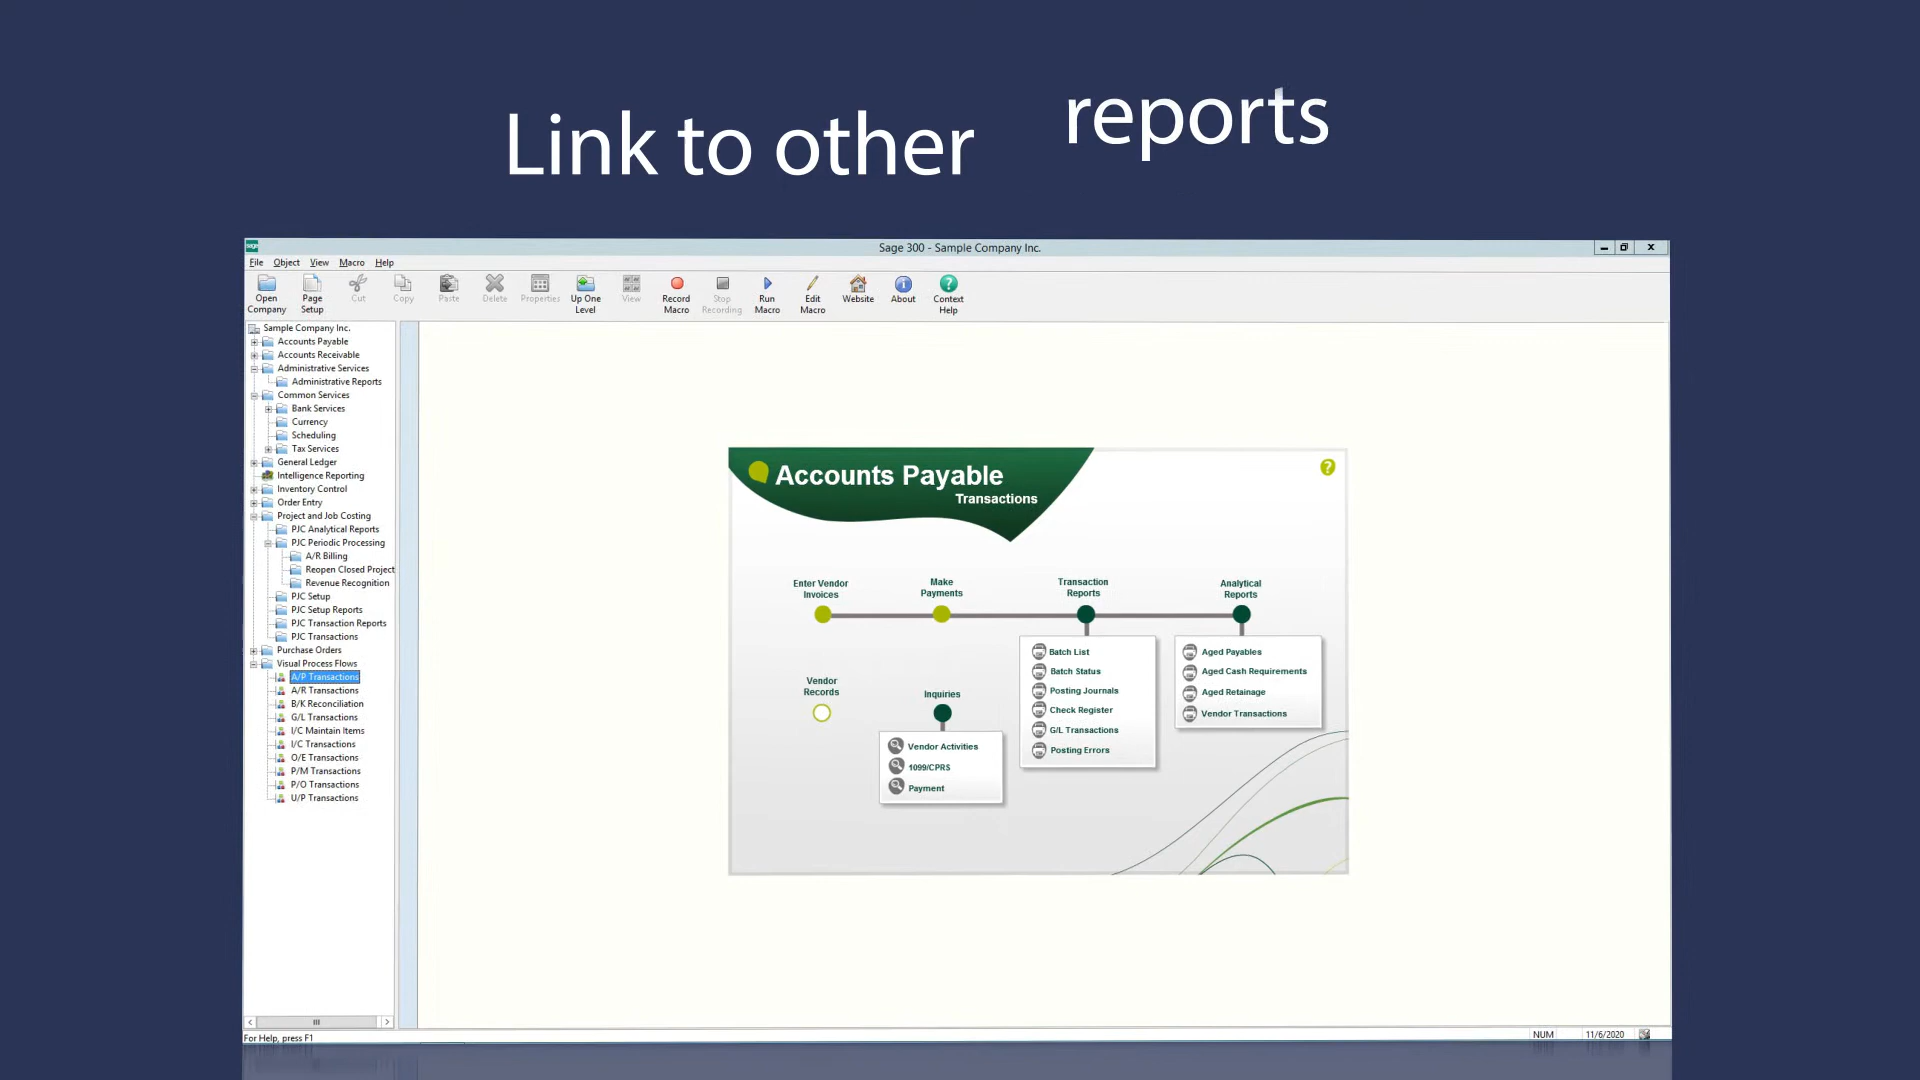 Link to other reports
sage
Sage 300 - Sample Company Inc.
File Object View Macro Help
Open Company
Page Setup
Cut
Copy
Paste
Delete
Properties
Up One Level
View
Record Macro
Stop Recording
Run Macro
Edit Macro
Website
About
Context Help
Sample Company Inc.
Accounts Payable
Accounts Receivable
Administrative Services
Administrative Reports
Common Services
Bank Services
Currency
Scheduling
Tax Services
General Ledger
Intelligence Reporting
Inventory Control
Order Entry
Project and Job Costing
PJC Analytical Reports
PJC Periodic Processing
A/R Billing
Reopen Closed Project
Revenue Recognition
PJC Setup
PJC Setup Reports
PJC Transaction Reports
PJC Transactions
Purchase Orders
Visual Process Flows
A/P Transactions
A/R Transactions
B/K Reconciliation
G/L Transactions
I/C Maintain Items
I/C Transactions
O/E Transactions
P/M Transactions
P/O Transactions
U/P Transactions
Accounts Payable
Transactions
?
Enter Vendor
Invoices
Make
Payments
Transaction
Reports
Analytical
Reports
Batch List
Batch Status
Posting Journals
Check Register
G/L Transactions
Posting Errors
Aged Payables
Aged Cash Requirements
Aged Retainage
Vendor Transactions
Vendor
Records
Inquiries
Vendor Activities
1099/CPRS
Payment
For Help, press F1
NUM 11/6/2020